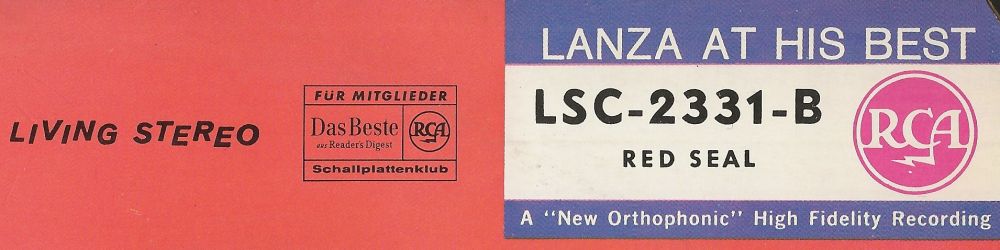 LIVING STEREO
FÜR MITGLIEDER
Das Beste
aus Reader's Digest
RCA
Schallplattenklub
LANZA AT HIS BEST
LSC-2331-B
RED SEAL
RCA
A "New Orthophonic" High Fidelity Recording